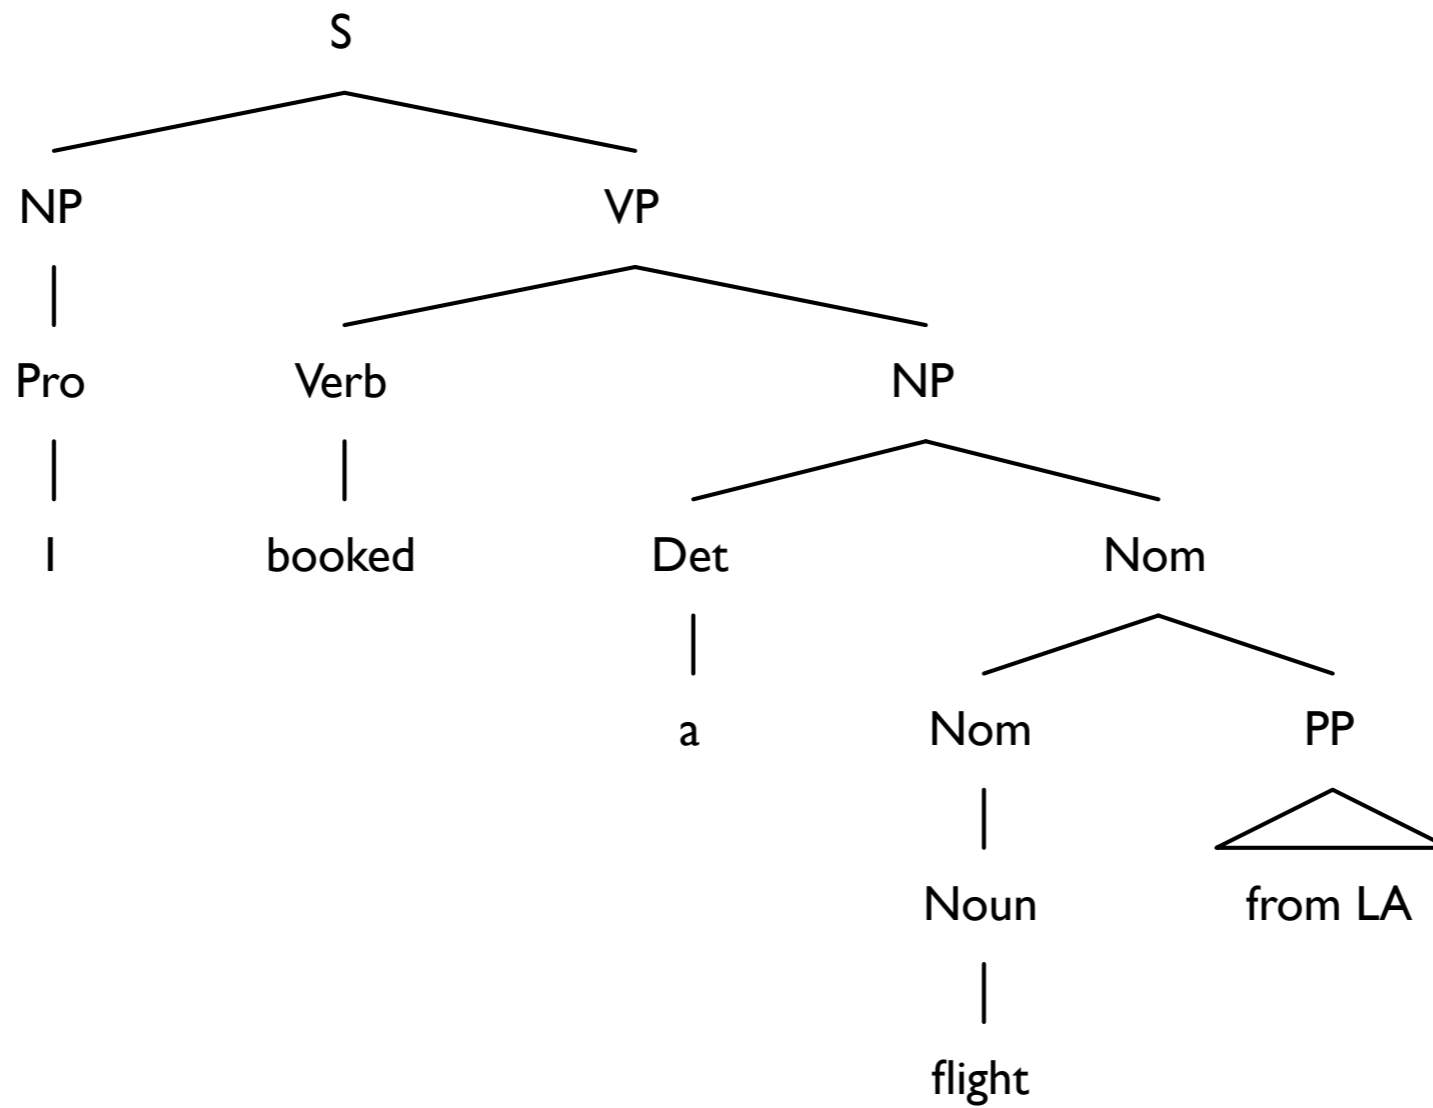 S
NP VP
Pro Verb NP
I booked Det Nom
a Nom PP
Noun from LA
flight